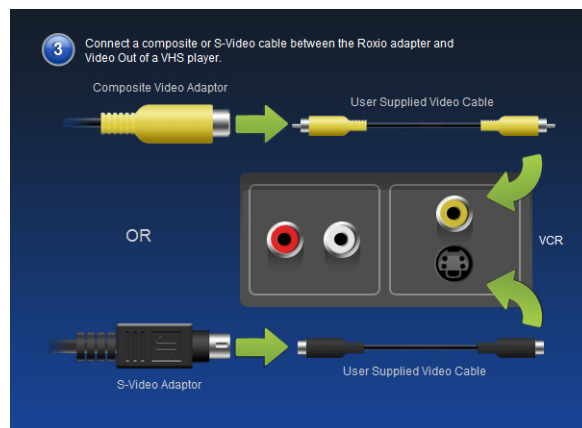 3
Connect a composite or S-Video cable between the Roxio adapter and
Video Out of a VHS player.
Composite Video Adaptor
User Supplied Video Cable
OR
VCR
S-Video Adaptor
User Supplied Video Cable